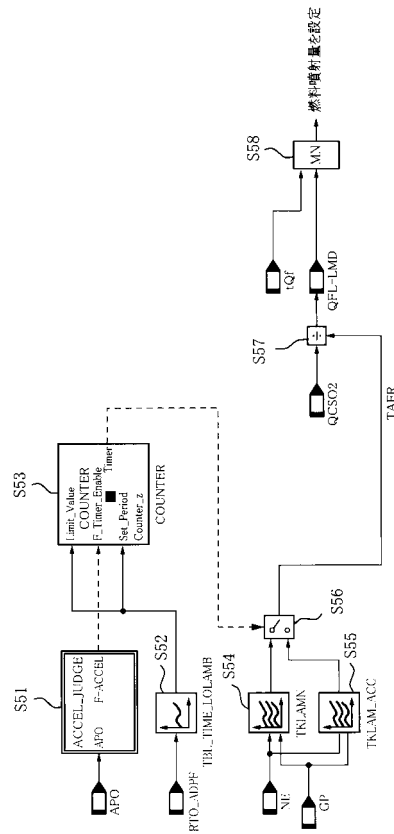 S51
ACCEL_JUDGE
APO
F-ACCEL
APO
S52
TBL_TIME_LOLAMB
RTO_ADPF
S53
Limit_Value
COUNTER
F_Timer_Enable
Timer
Set_Period
Counter_z
COUNTER
S54
TKLAMN
NE
GP
S55
TKLAM_ACC
S56
TAFR
S57
÷
QCSO2
QFL-LMD
tQf
S58
MN
燃料噴射量を設定